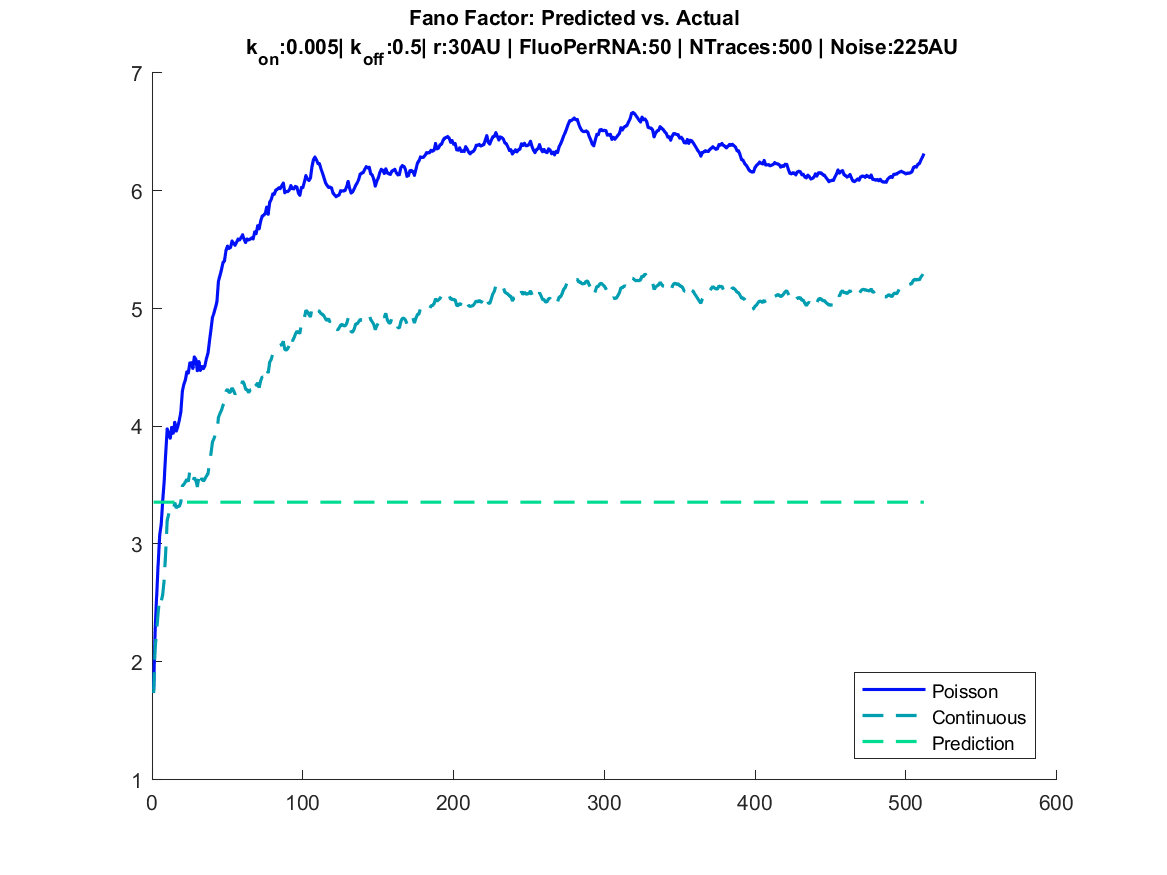 Fano Factor: Predicted vs. Actual
kon:0.005| koff:0.5| r:30AU | FluoPerRNA:50 | NTraces:500 | Noise:225AU
7
6
5
4
3
2
1
0 100 200 300 400 500 600
Poisson
Continuous
Prediction